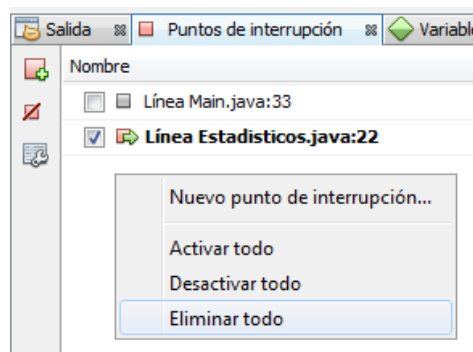 Salida Puntos de interrupción Variable
Nombre
Línea Main.java:33
Línea Estadisticos.java:22
Nuevo punto de interrupción...
Activar todo
Desactivar todo
Eliminar todo